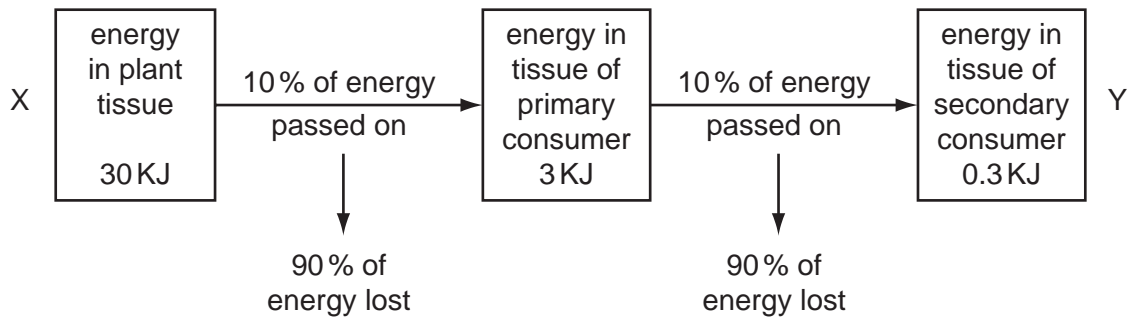 X
energy
in plant
tissue
30 KJ
10 % of energy
passed on
90 % of
energy lost
energy in
tissue of
primary
consumer
3 KJ
10 % of energy
passed on
90 % of
energy lost
energy in
tissue of
secondary
consumer
0.3 KJ
Y